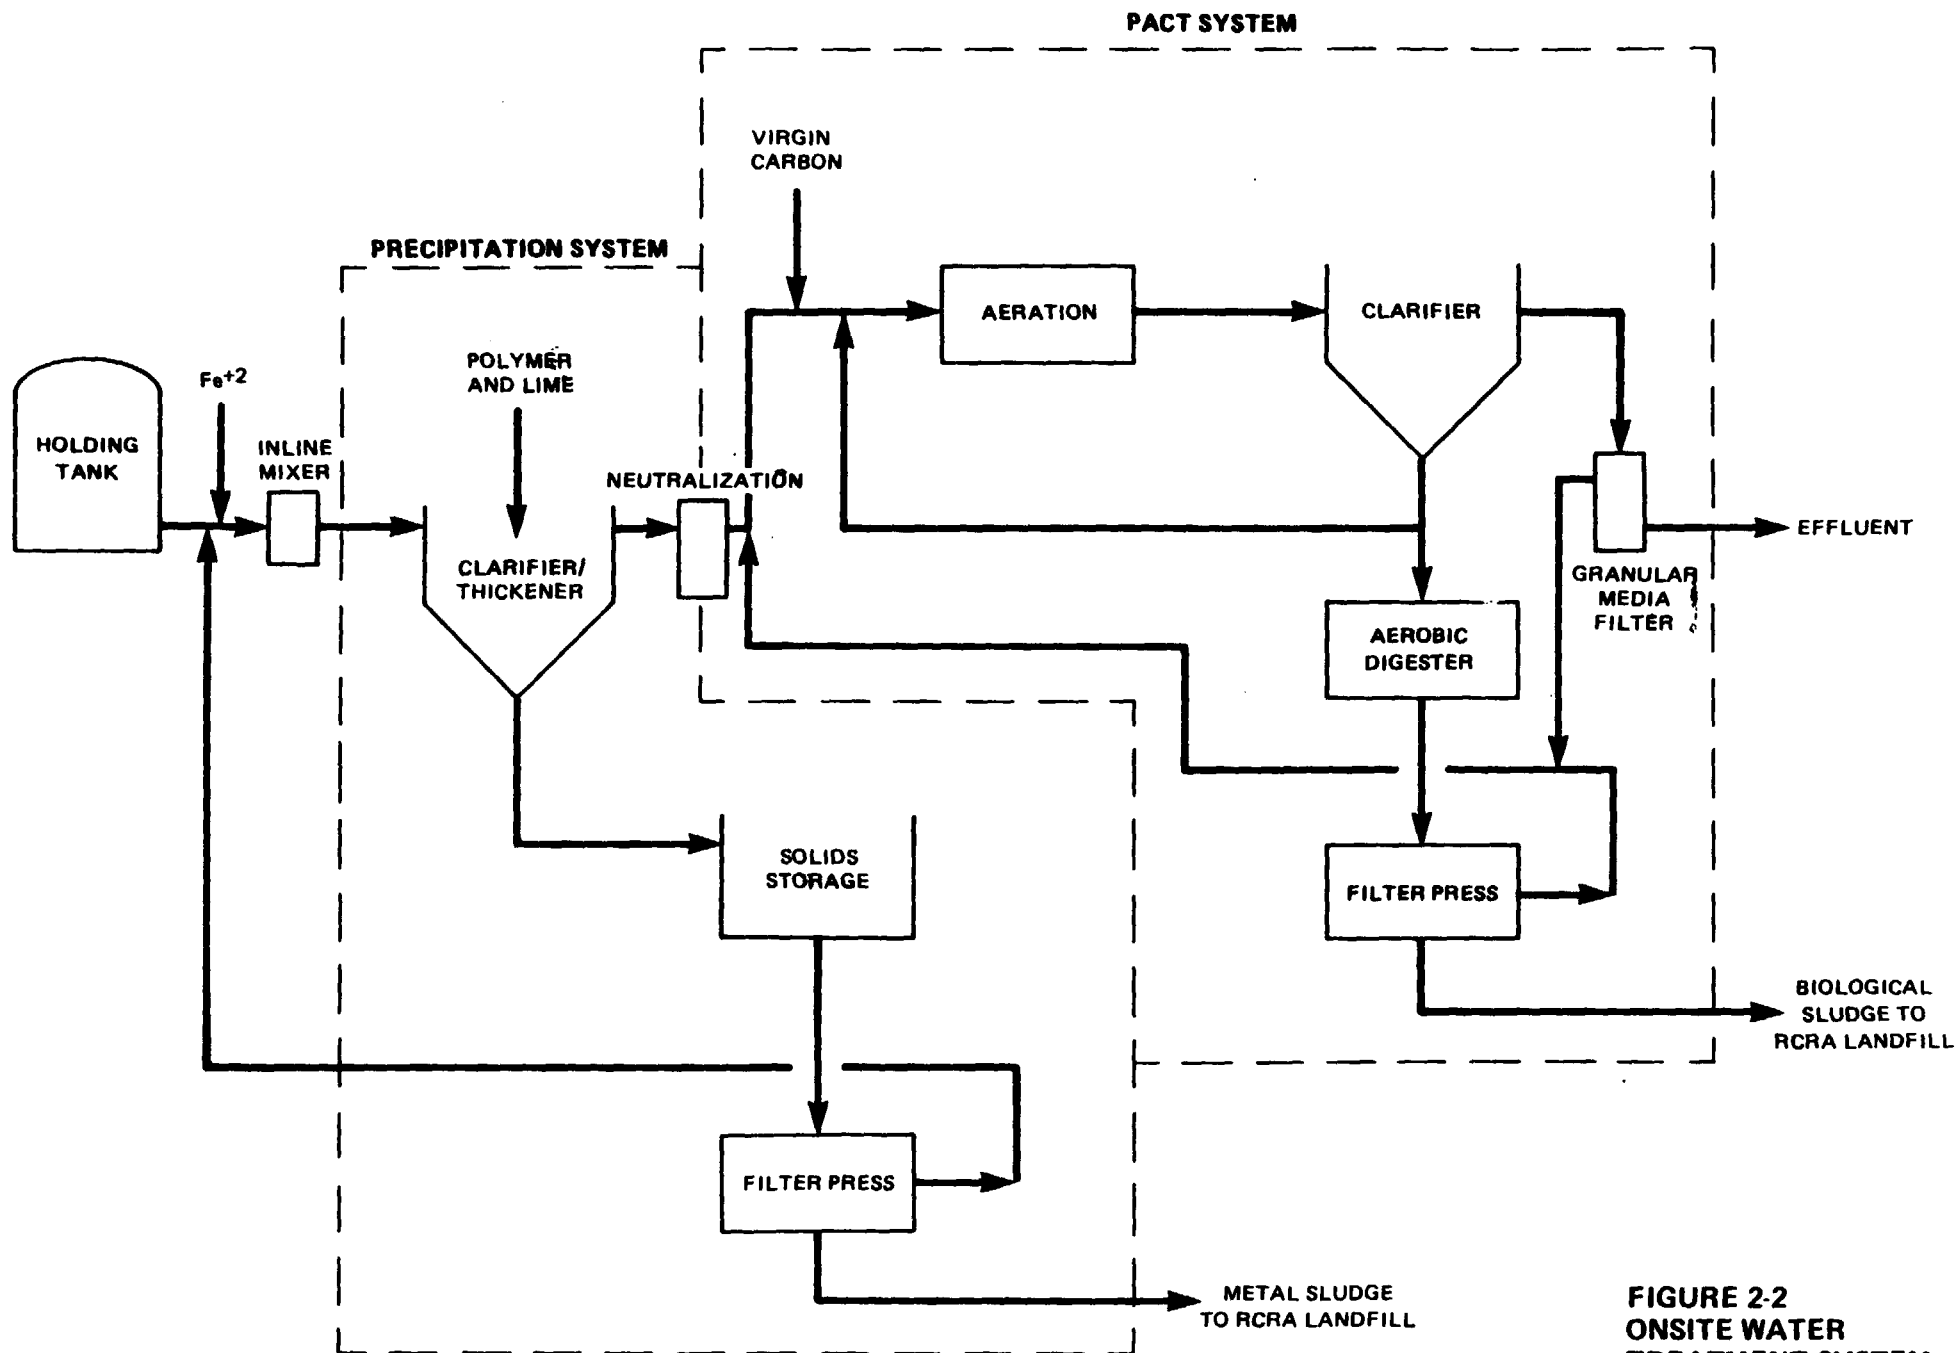 PACT SYSTEM
VIRGIN
CARBON
PRECIPITATION SYSTEM
AERATION
CLARIFIER
POLYMER
AND LIME
Fe+2
HOLDING
TANK
INLINE
MIXER
NEUTRALIZATION
CLARIFIER/
THICKENER
EFFLUENT
GRANULAR
MEDIA
FILTER
AEROBIC
DIGESTER
SOLIDS
STORAGE
FILTER PRESS
BIOLOGICAL
SLUDGE TO
RCRA LANDFILL
FILTER PRESS
METAL SLUDGE
TO RCRA LANDFILL
FIGURE 2-2
ONSITE WATER
TREATMENT SYSTEM